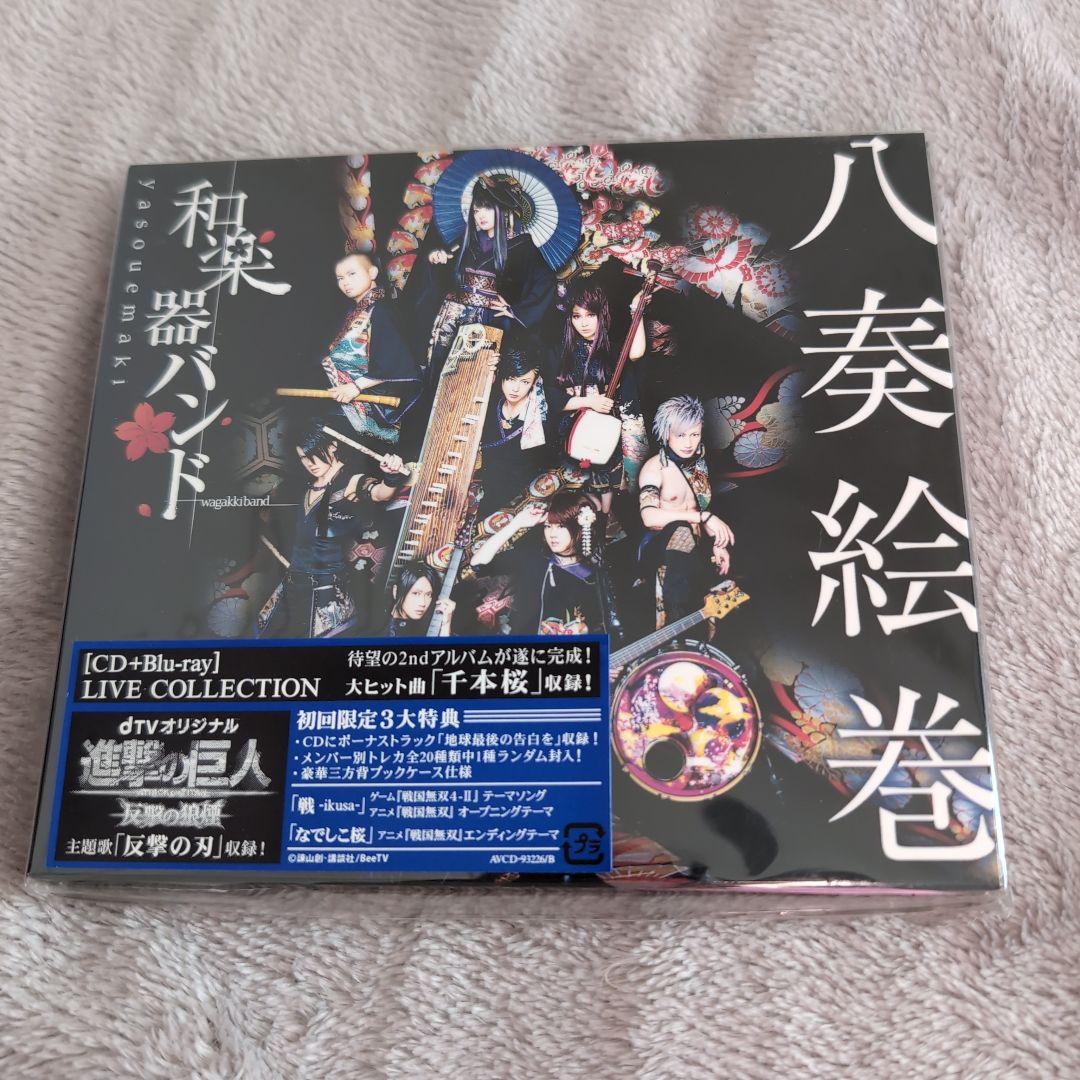 八奏絵巻
和楽器バンド
yasouemaki
wagakkiband
[CD+Blu-ray]
LIVE COLLECTION
待望の2ndアルバムが遂に完成!
大ヒット曲「千本桜」収録!
dTVオリジナル
進撃の巨人
反撃の狼煙
主題歌「反撃の刃」収録!
初回限定3大特典
・CDにボーナストラック「地球最後の告白を」収録!
・メンバー別トレカ全20種類中1種ランダム封入!
・豪華三方背ブックケース仕様
「戦 -ikusa-」ゲーム『戦国無双4-II』テーマソング
アニメ『戦国無双』オープニングテーマ
「なでしこ桜」アニメ『戦国無双』エンディングテーマ
©諫山創・講談社/BeeTV
AVCD-93226/B
プラ